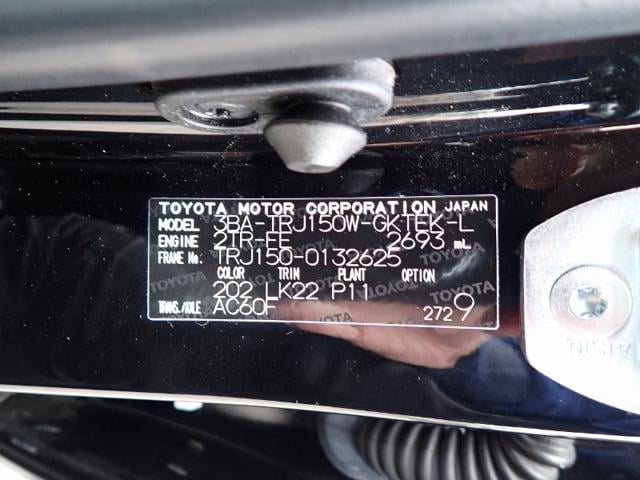 TOYOTA MOTOR CORPORATION JAPAN
MODEL 3BA-TRJ150W-GKTEK-L
ENGINE 2TR-FE 2693 mL
FRAME No. TRJ150-0132625
COLOR TRIM PLANT OPTION
202 LK22 P11
TRANS./AXLE AC60F 2729
AISIN